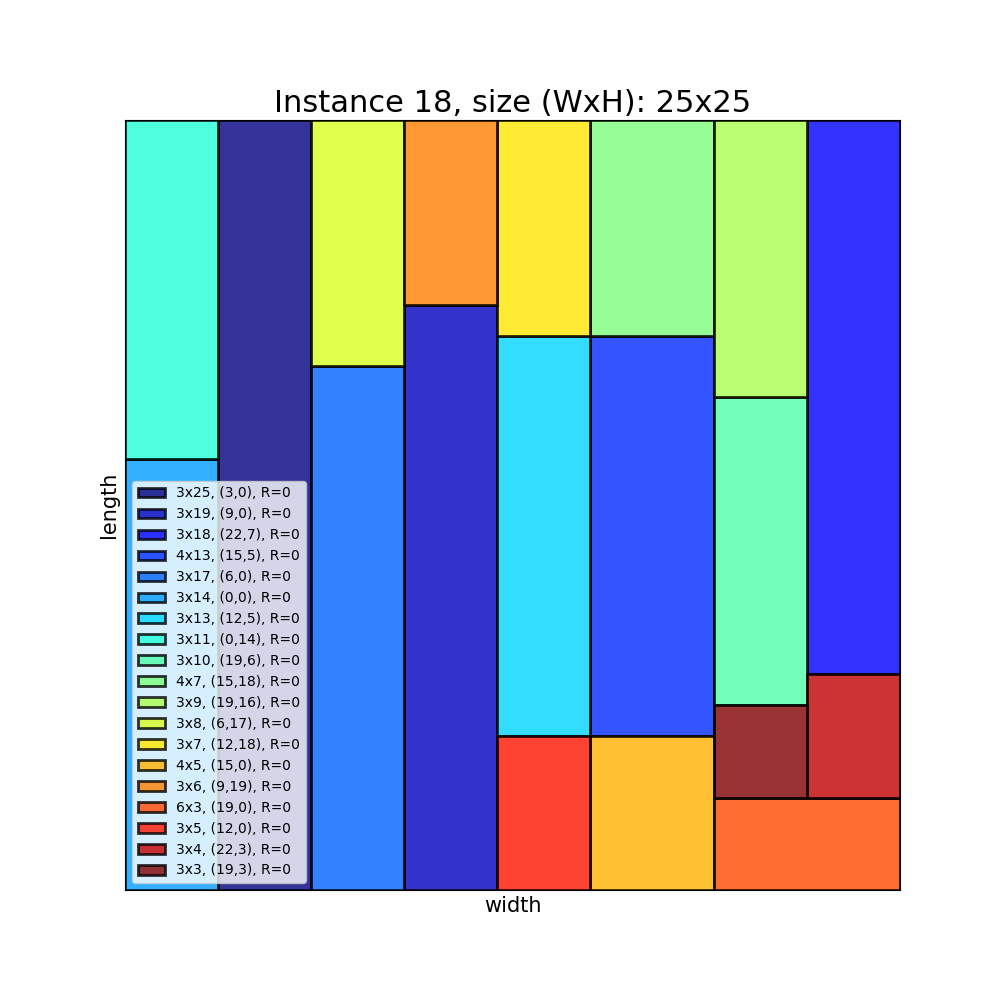 Instance 18, size (WxH): 25x25
length
3x25, (3,0), R=0
3x19, (9,0), R=0
3x18, (22,7), R=0
4x13, (15,5), R=0
3x17, (6,0), R=0
3x14, (0,0), R=0
3x13, (12,5), R=0
3x11, (0,14), R=0
3x10, (19,6), R=0
4x7, (15,18), R=0
3x9, (19,16), R=0
3x8, (6,17), R=0
3x7, (12,18), R=0
4x5, (15,0), R=0
3x6, (9,19), R=0
6x3, (19,0), R=0
3x5, (12,0), R=0
3x4, (22,3), R=0
3x3, (19,3), R=0
width